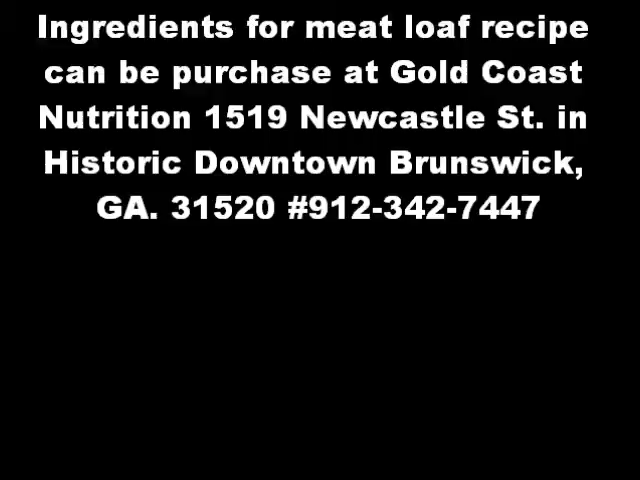 Ingredients for meat loaf recipe
can be purchase at Gold Coast
Nutrition 1519 Newcastle St. in
Historic Downtown Brunswick,
GA. 31520 #912-342-7447